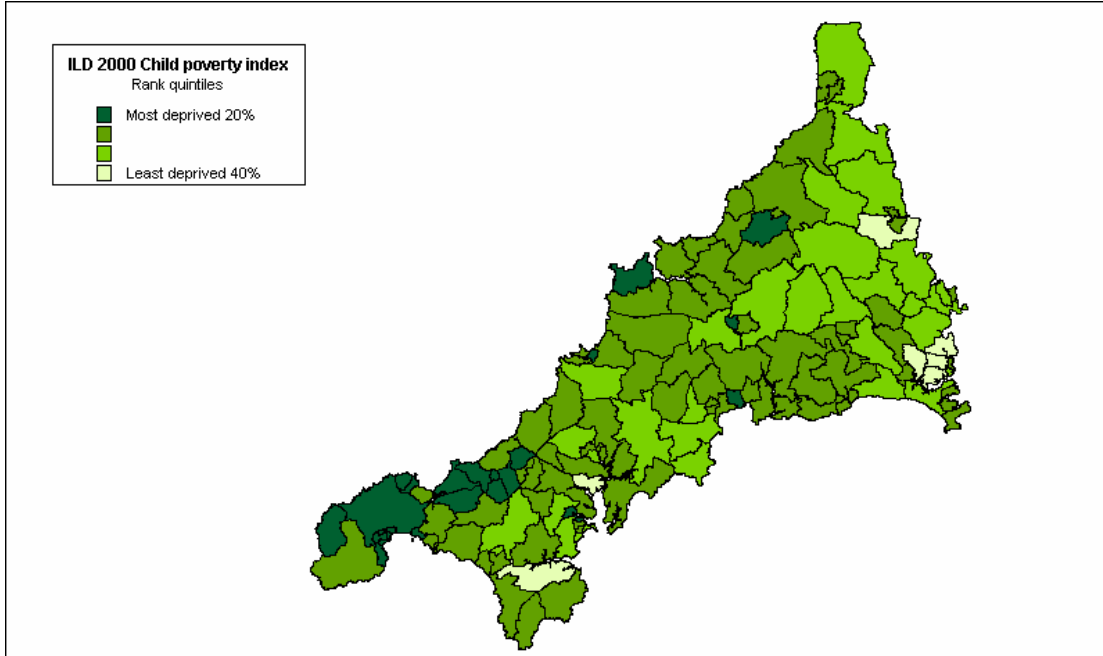 ILD 2000 Child poverty index
Rank quintiles
Most deprived 20%
Least deprived 40%